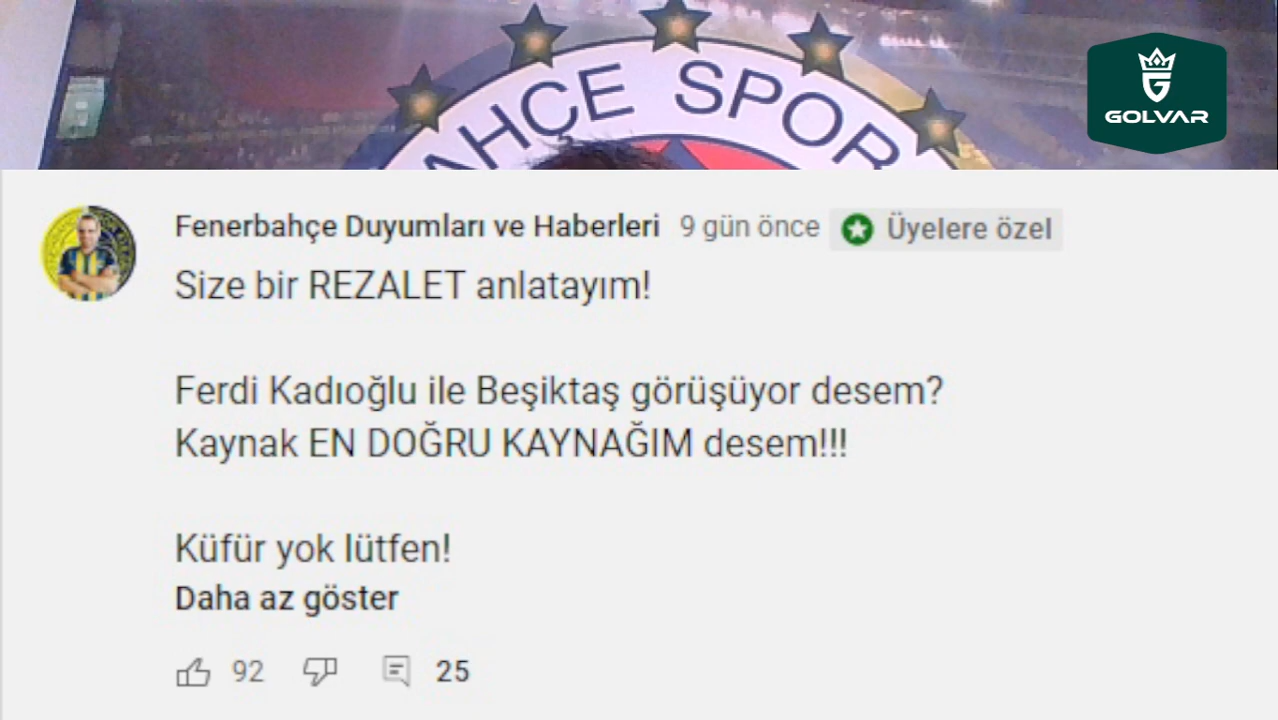 AHÇE SPOR
GOLVAR
Fenerbahçe Duyumları ve Haberleri 9 gün önce Üyelere özel
Size bir REZALET anlatayım!
Ferdi Kadıoğlu ile Beşiktaş görüşüyor desem?
Kaynak EN DOĞRU KAYNAĞIM desem!!!
Küfür yok lütfen!
Daha az göster
92 25